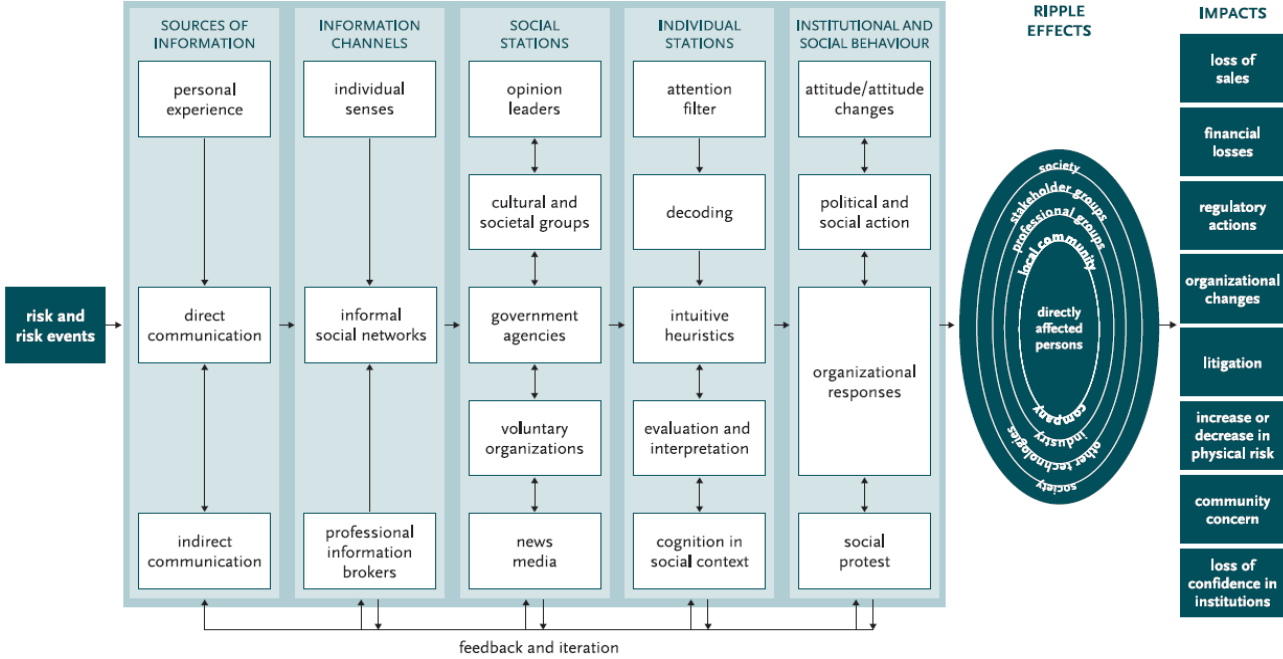 SOURCES OF
INFORMATION
personal
experience
direct
communication
indirect
communication
INFORMATION
CHANNELS
individual
senses
informal
social networks
professional
information
brokers
SOCIAL
STATIONS
opinion
leaders
cultural and
societal groups
government
agencies
voluntary
organizations
news
media
INDIVIDUAL
STATIONS
attention
filter
decoding
intuitive
heuristics
evaluation and
interpretation
cognition in
social context
INSTITUTIONAL AND
SOCIAL BEHAVIOUR
attitude/attitude
changes
political and
social action
organizational
responses
social
protest
risk and
risk events
feedback and iteration
RIPPLE
EFFECTS
society
stakeholder groups
professional groups
local community
directly
affected
persons
company
industry
other technologies
society
IMPACTS
loss of
sales
financial
losses
regulatory
actions
organizational
changes
litigation
increase or
decrease in
physical risk
community
concern
loss of
confidence in
institutions